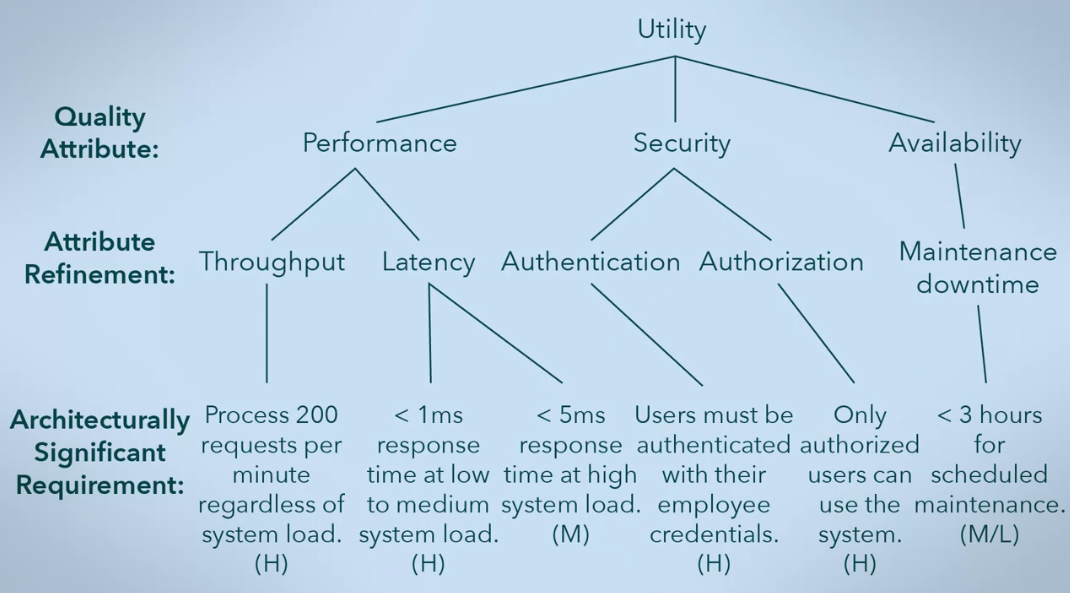 Utility
Quality
Attribute:
Performance
Security
Availability
Attribute
Refinement:
Throughput
Latency
Authentication
Authorization
Maintenance
downtime
Architecturally
Significant
Requirement:
Process 200
requests per
minute
regardless of
system load.
(H)
< 1ms
response
time at low
to medium
system load.
(H)
< 5ms
response
time at high
system load.
(M)
Users must be
authenticated
with their
employee
credentials.
(H)
Only
authorized
users can
use the
system.
(H)
< 3 hours
for
scheduled
maintenance.
(M/L)